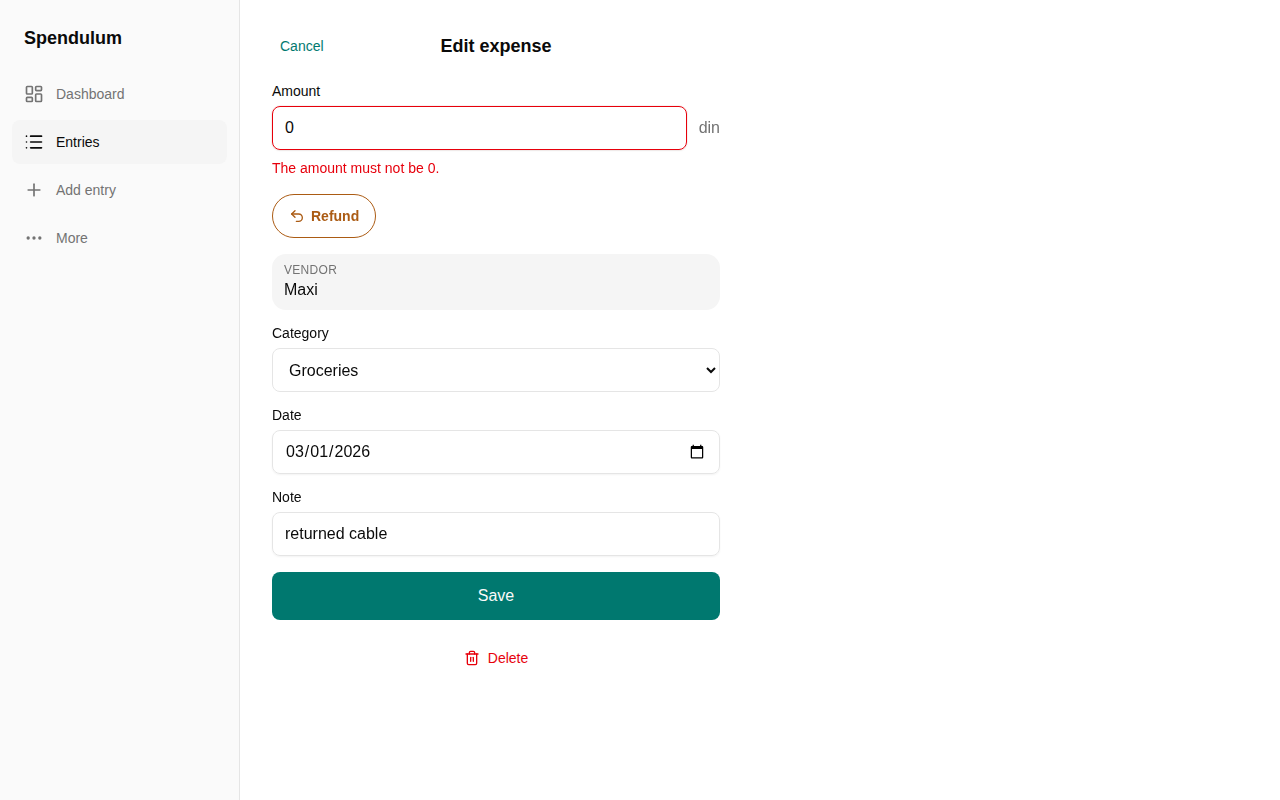 Spendulum
Dashboard
Entries
Add entry
More
Cancel
Edit expense
Amount
0
din
The amount must not be 0.
Refund
VENDOR
Maxi
Category
Groceries
Date
03/01/2026
Note
returned cable
Save
Delete